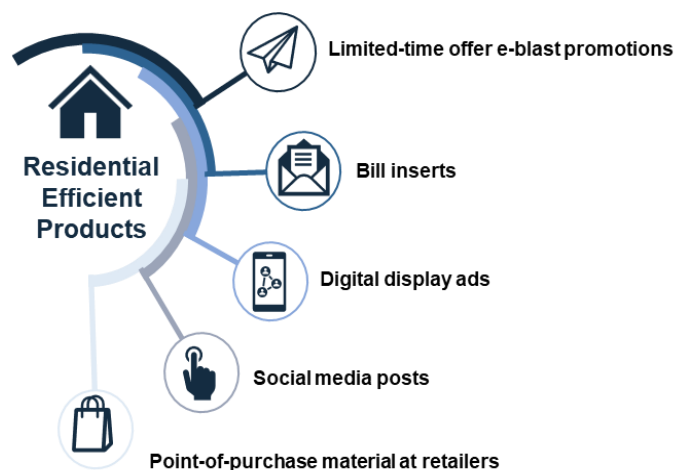 Limited-time offer e-blast promotions
Residential
Efficient
Products
Bill inserts
Digital display ads
Social media posts
Point-of-purchase material at retailers